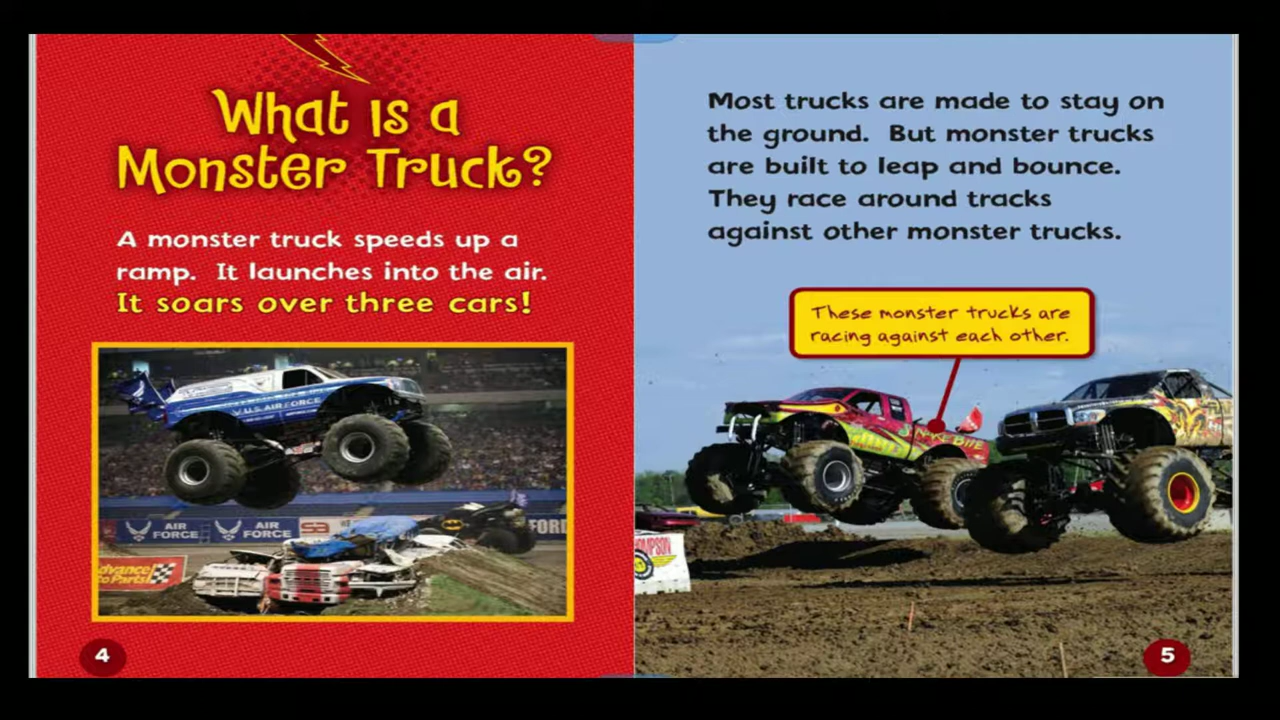 What Is a
Monster Truck?
A monster truck speeds up a
ramp. It launches into the air.
It soars over three cars!
U.S. AIR FORCE
AIR
FORCE
AIR
FORCE
FORD
Advance
Auto Parts
4
Most trucks are made to stay on
the ground. But monster trucks
are built to leap and bounce.
They race around tracks
against other monster trucks.
These monster trucks are
racing against each other.
SNAKE BITE
THOMPSON
5